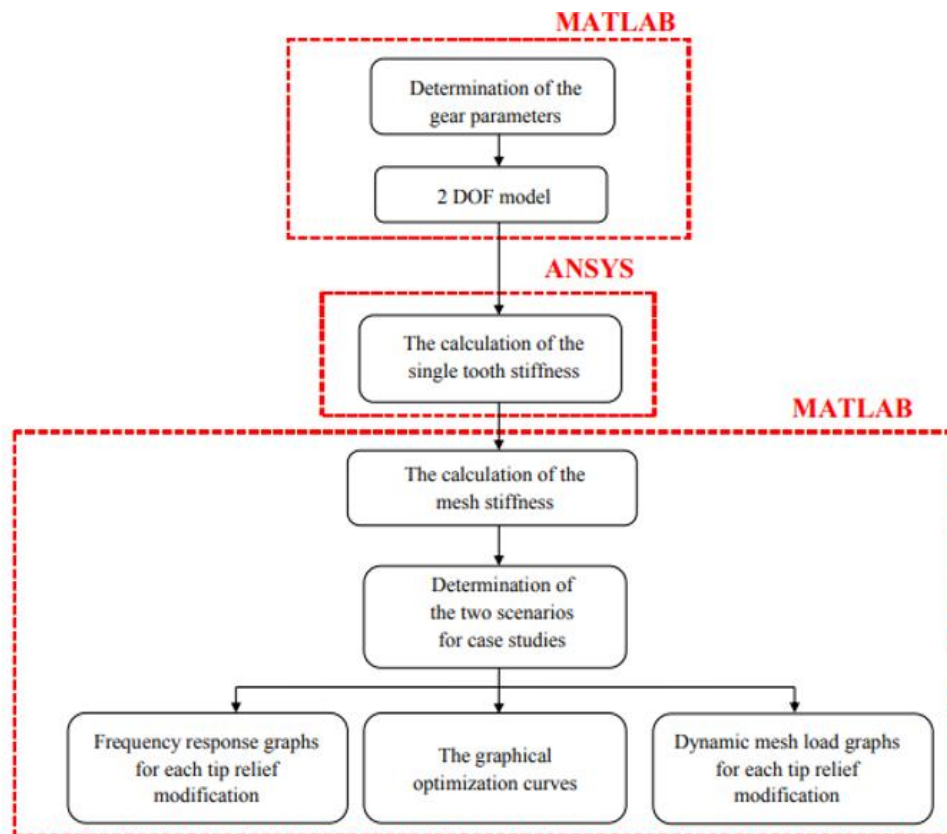 MATLAB
Determination of the
gear parameters
2 DOF model
ANSYS
The calculation of the
single tooth stiffness
MATLAB
The calculation of the
mesh stiffness
Determination of
the two scenarios
for case studies
Frequency response graphs
for each tip relief
modification
The graphical
optimization curves
Dynamic mesh load graphs
for each tip relief
modification